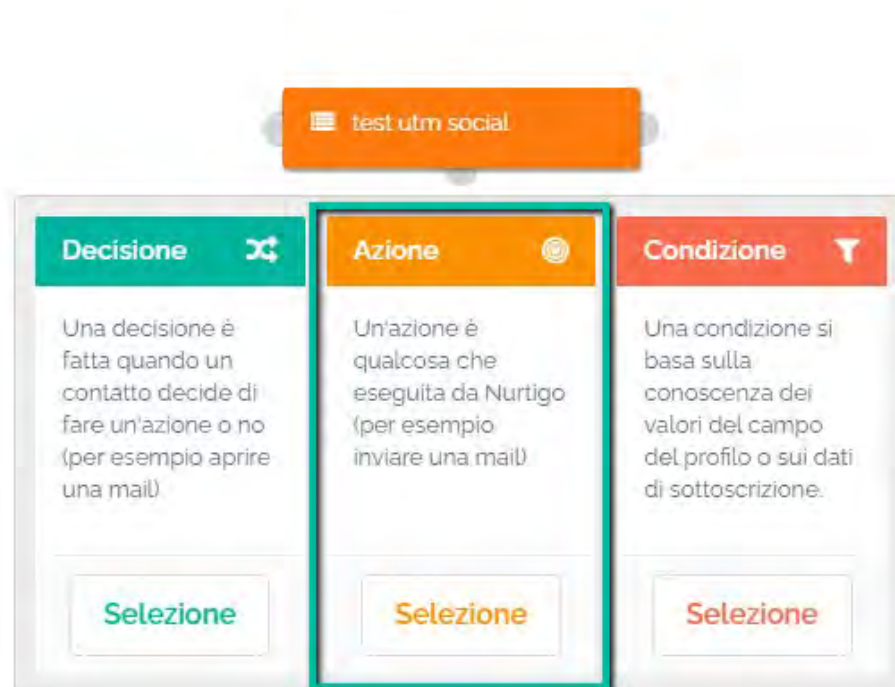 test utm social
Decisione
Una decisione è
fatta quando un
contatto decide di
fare un'azione o no
(per esempio aprire
una mail)
Selezione
Azione
Un'azione è
qualcosa che
eseguita da Nurtigo
(per esempio
inviare una mail)
Selezione
Condizione
Una condizione si
basa sulla
conoscenza dei
valori del campo
del profilo o sui dati
di sottoscrizione.
Selezione